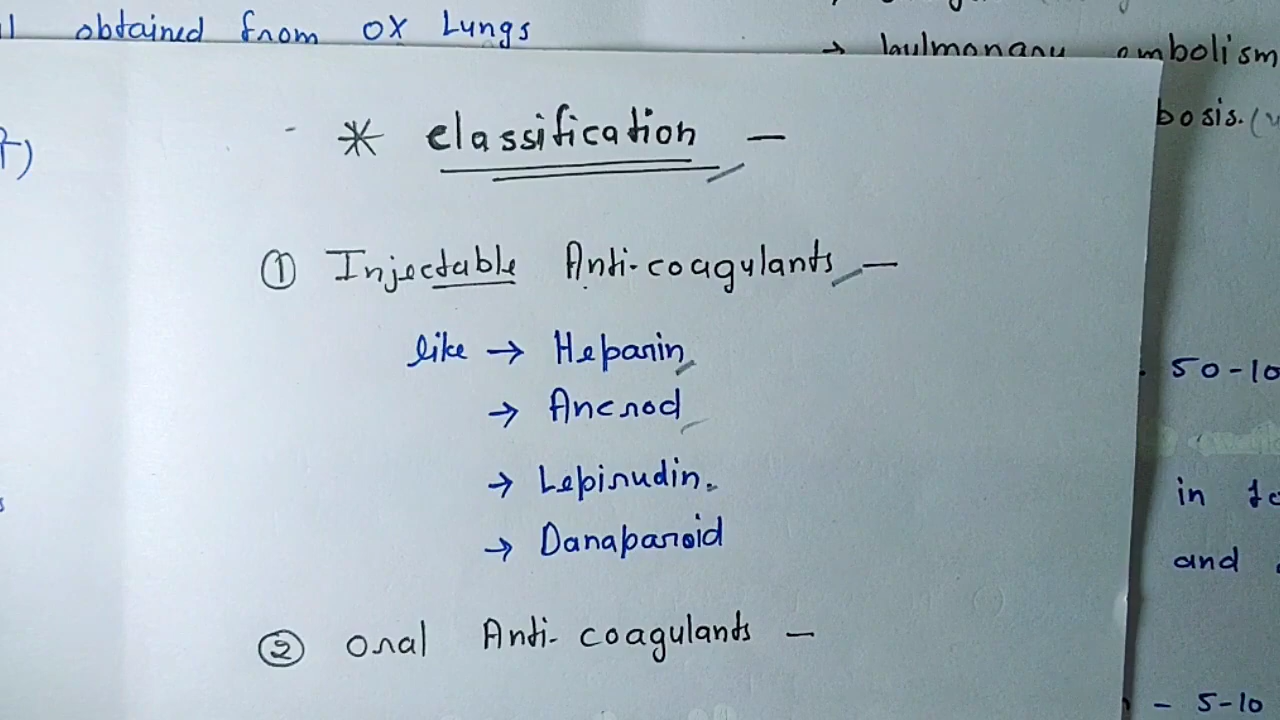 obtained from ox Lungs
→ pulmonary embolism
* classification -
bosis.
① Injectable Anti-coagulants -
like → Heparin
50-10
→ Ancrod
→ Lepirudin.
in
→ Danaparoid
and
② oral Anti-coagulants -
- 5-10